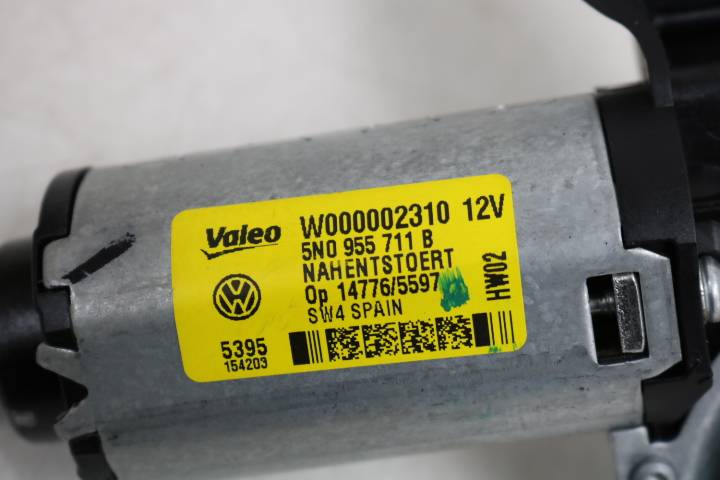 Valeo W000002310 12V
5N0 955 711 B
NAHENTSTOERT
Op 14776/5597
SW4 SPAIN
HW02
5395
154203